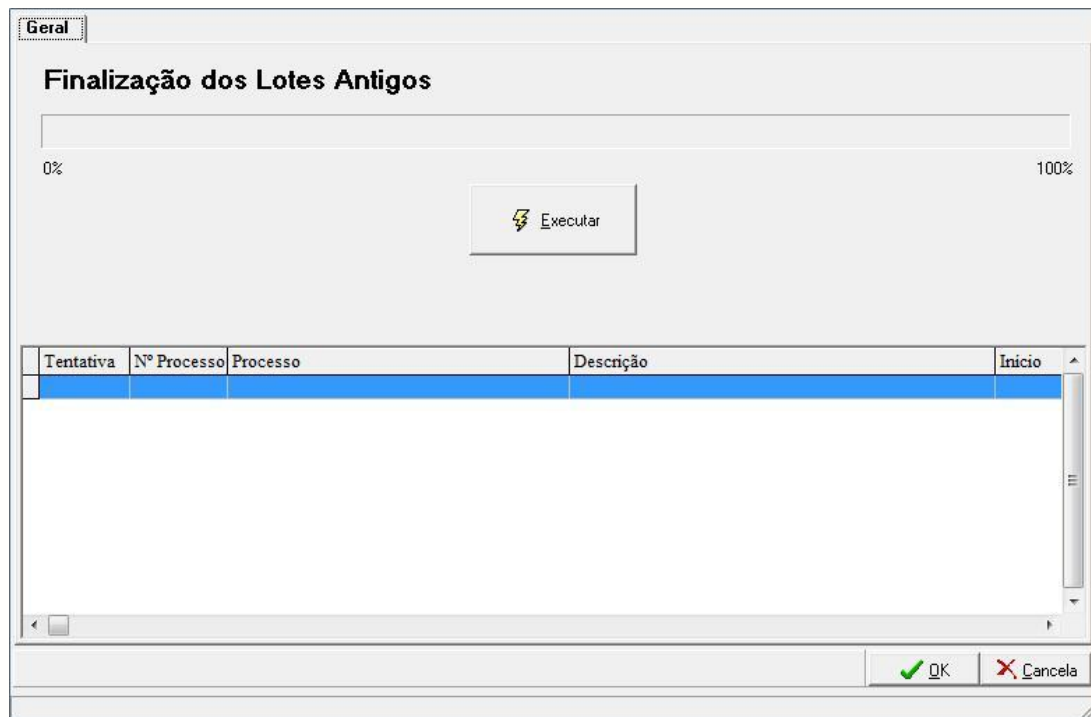 Geral
Finalização dos Lotes Antigos
0% 100%
Executar
Tentativa Nº Processo Processo Descrição Inicio
OK Cancela